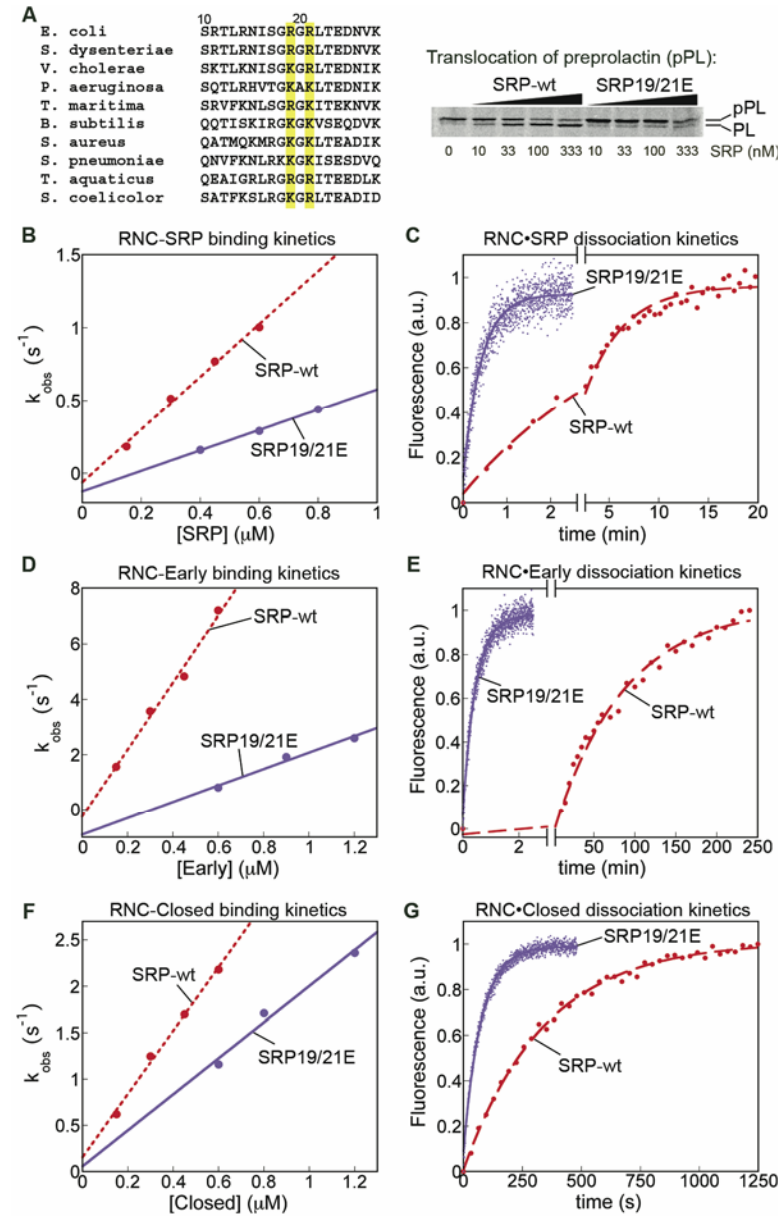 A
10 20
E. coli SRTLRNISGRGRLTEDNVK
S. dysenteriae SRTLRNISGRGRLTEDNVK
V. cholerae SKTLKNISGKGRLTEDNIK
P. aeruginosa SQTLRHVTGKAKLTEDNIK
T. maritima SRVFKNLSGRGKITEKNVK
B. subtilis QQTISKIRGKGKVSEQDVK
S. aureus QATMQKMRGKGKLTEADIK
S. pneumoniae QNVFKNLRKKGKISESDVQ
T. aquaticus QEAIGRLRGRGRITEEDLK
S. coelicolor SATFKSLRGKGRLTEADID
Translocation of preprolactin (pPL):
SRP-wt SRP19/21E
pPL
PL
0 10 33 100 333 10 33 100 333 SRP (nM)
B RNC-SRP binding kinetics
1.5
1
0.5
0
k obs (s-1)
SRP-wt
SRP19/21E
0 0.2 0.4 0.6 0.8 1
[SRP] (μM)
C RNC•SRP dissociation kinetics
1
0.8
0.6
0.4
0.2
0
Fluorescence (a.u.)
SRP19/21E
SRP-wt
0 1 2 5 10 15 20
time (min)
D RNC-Early binding kinetics
8
6
4
2
0
k obs (s-1)
SRP-wt
SRP19/21E
0 0.2 0.4 0.6 0.8 1.0 1.2
[Early] (μM)
E RNC•Early dissociation kinetics
1
0.8
0.6
0.4
0.2
0
Fluorescence (a.u.)
SRP19/21E
SRP-wt
0 2 50 100 150 200 250
time (min)
F RNC-Closed binding kinetics
2.5
2
1.5
1
0.5
0
k obs (s-1)
SRP-wt
SRP19/21E
0 0.2 0.4 0.6 0.8 1.0 1.2
[Closed] (μM)
G RNC•Closed dissociation kinetics
1
0.8
0.6
0.4
0.2
0
Fluorescence (a.u.)
SRP19/21E
SRP-wt
0 250 500 750 1000 1250
time (s)